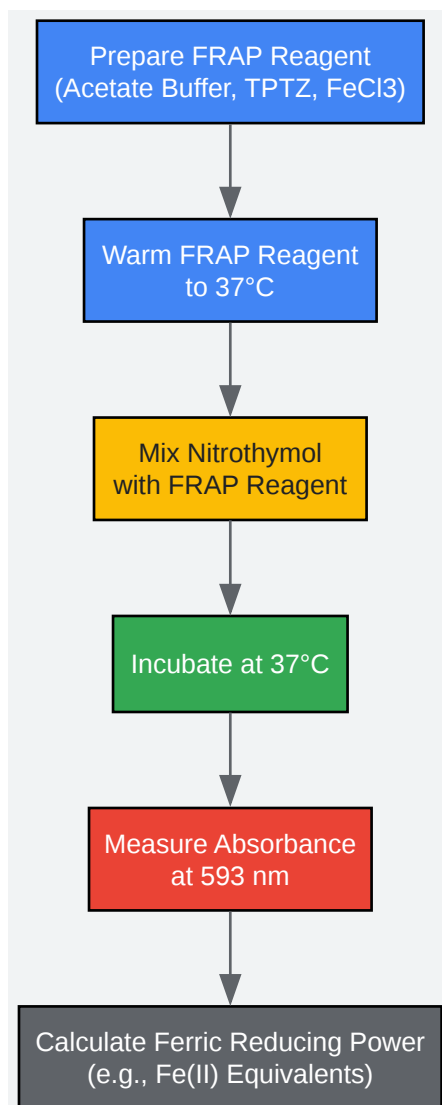 Prepare FRAP Reagent
(Acetate Buffer, TPTZ, FeCl3)
Warm FRAP Reagent
to 37°C
Mix Nitrothymol
with FRAP Reagent
Incubate at 37°C
Measure Absorbance
at 593 nm
Calculate Ferric Reducing Power
(e.g., Fe(II) Equivalents)